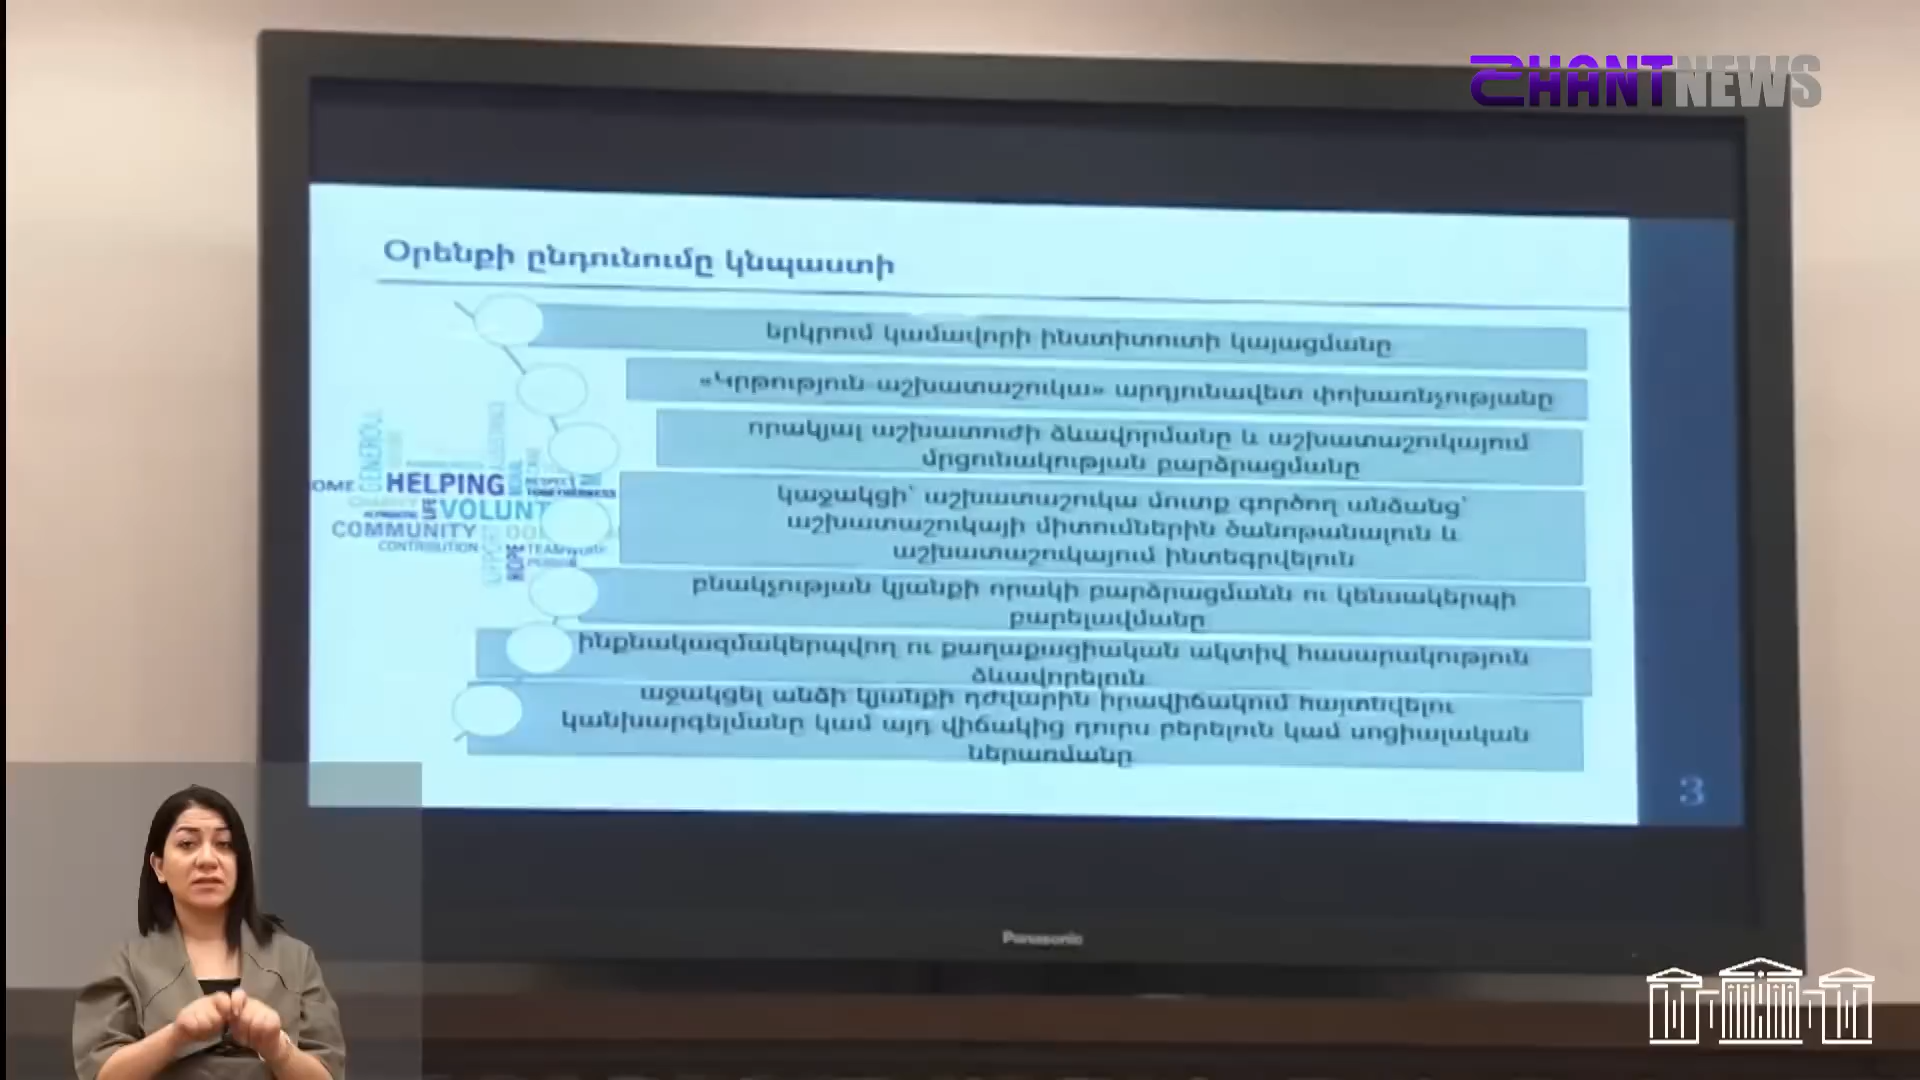 SHANTNEWS
Օրենքի ընդունումը կնպաստի
երկրում կամավորի ինստիտուտի կայացմանը
«Կրթություն-աշխատաշուկա» արդյունավետ փոխառնչությանը
որակյալ աշխատուժի ձևավորմանը և աշխատաշուկայում
մրցունակության բարձրացմանը
կաջակցի՝ աշխատաշուկա մուտք գործող անձանց՝
աշխատաշուկայի միտումներին ծանոթանալուն և
աշխատաշուկայում ինտեգրվելուն
բնակչության կյանքի որակի բարձրացմանն ու կենսակերպի
բարելավմանը
ինքնակազմակերպվող ու քաղաքացիական ակտիվ հասարակություն
ձևավորելուն
աջակցել անձի կյանքի դժվարին իրավիճակում հայտնվելու
կանխարգելմանը կամ այդ վիճակից դուրս բերելուն կամ սոցիալական
ներառմանը
HELPING
VOLUNT
COMMUNITY
CONTRIBUTION
TOGETHERNESS
HOPE
3
Panasonic